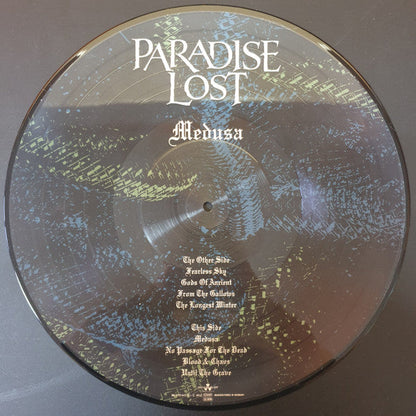 PARADISE
LOST
Medusa
The Other Side
Fearless Sky
Gods Of Ancient
From The Gallows
The Longest Winter
This Side
Medusa
No Passage For The Dead
Blood & Chaos
Until The Grave